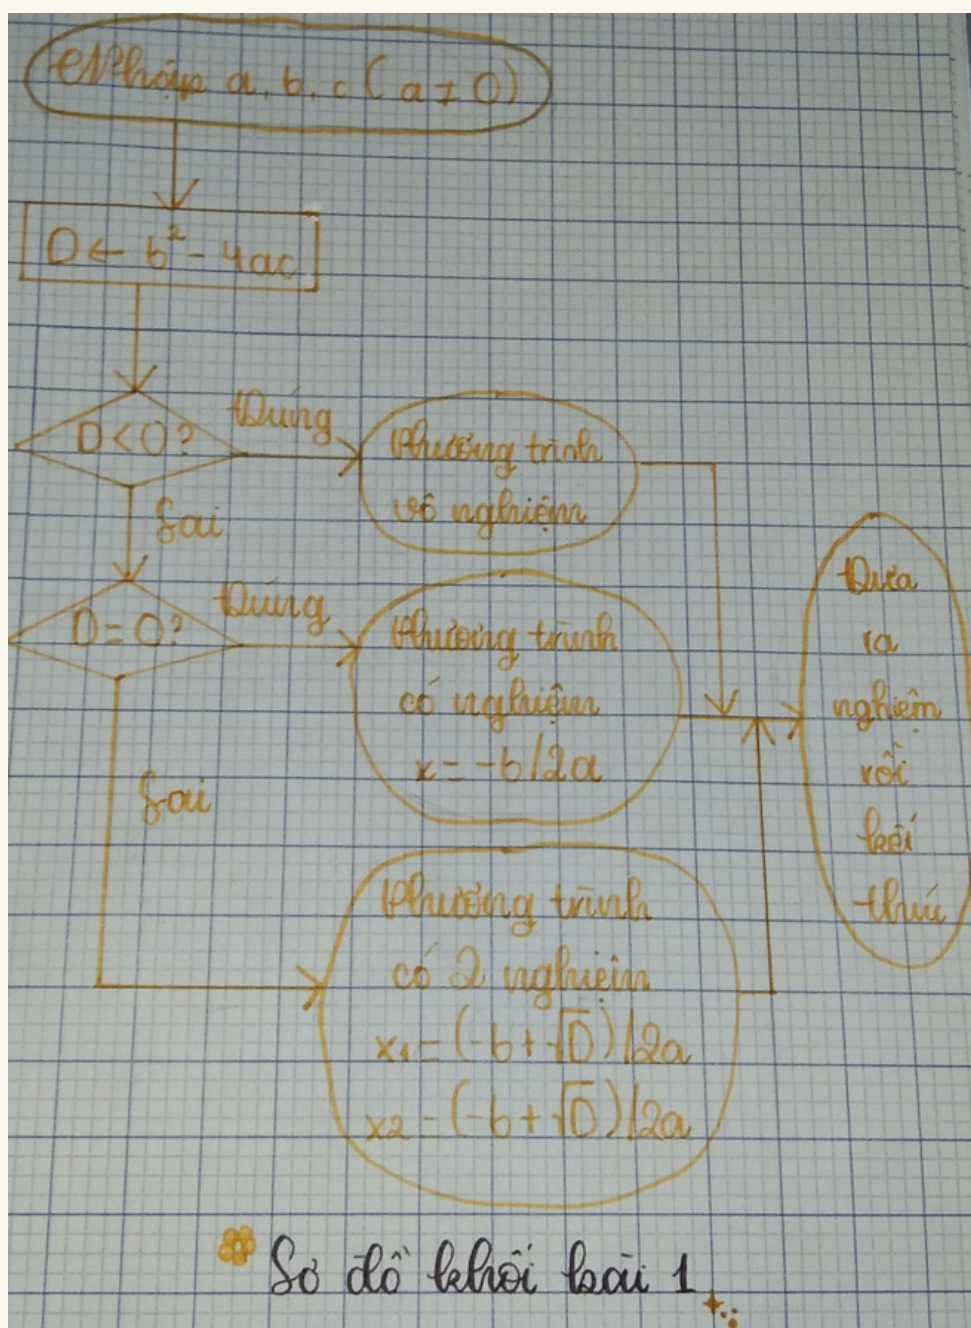 Nhập a, b, c (a ≠ 0)
D ← b² - 4ac
D < 0?
Đúng
Phương trình
vô nghiệm
Sai
D = 0?
Đúng
Phương trình
có nghiệm
x = -b/2a
Sai
Phương trình
có 2 nghiệm
x1 = (-b + √D)/2a
x2 = (-b + √D)/2a
Đưa
ra
nghiệm
rồi
kết
thúc
Sơ đồ khối bài 1